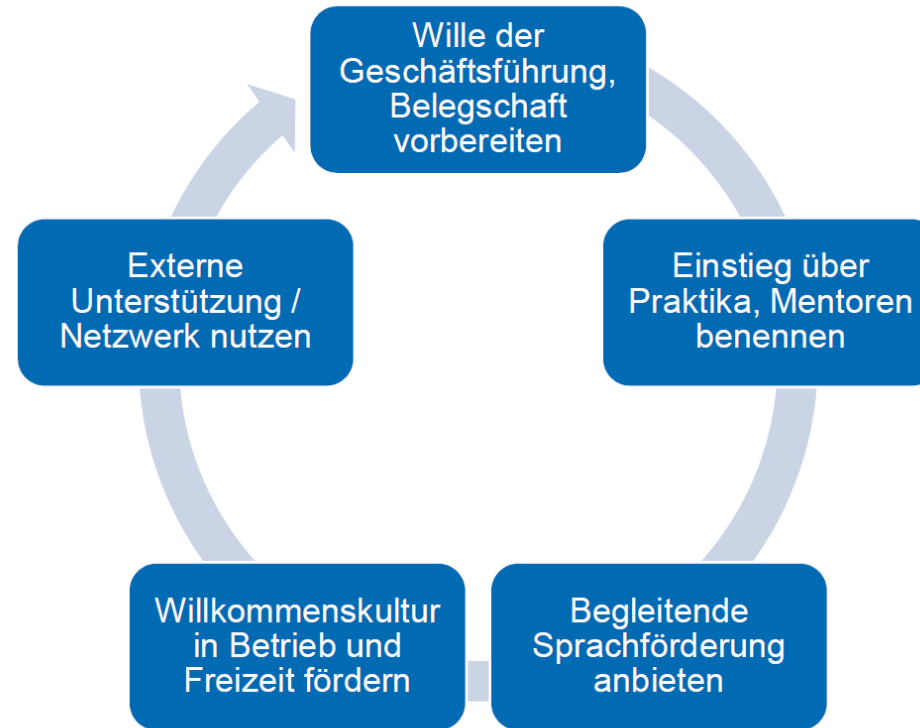 Wille der
Geschäftsführung,
Belegschaft
vorbereiten
Einstieg über
Praktika, Mentoren
benennen
Begleitende
Sprachförderung
anbieten
Willkommenskultur
in Betrieb und
Freizeit fördern
Externe
Unterstützung /
Netzwerk nutzen